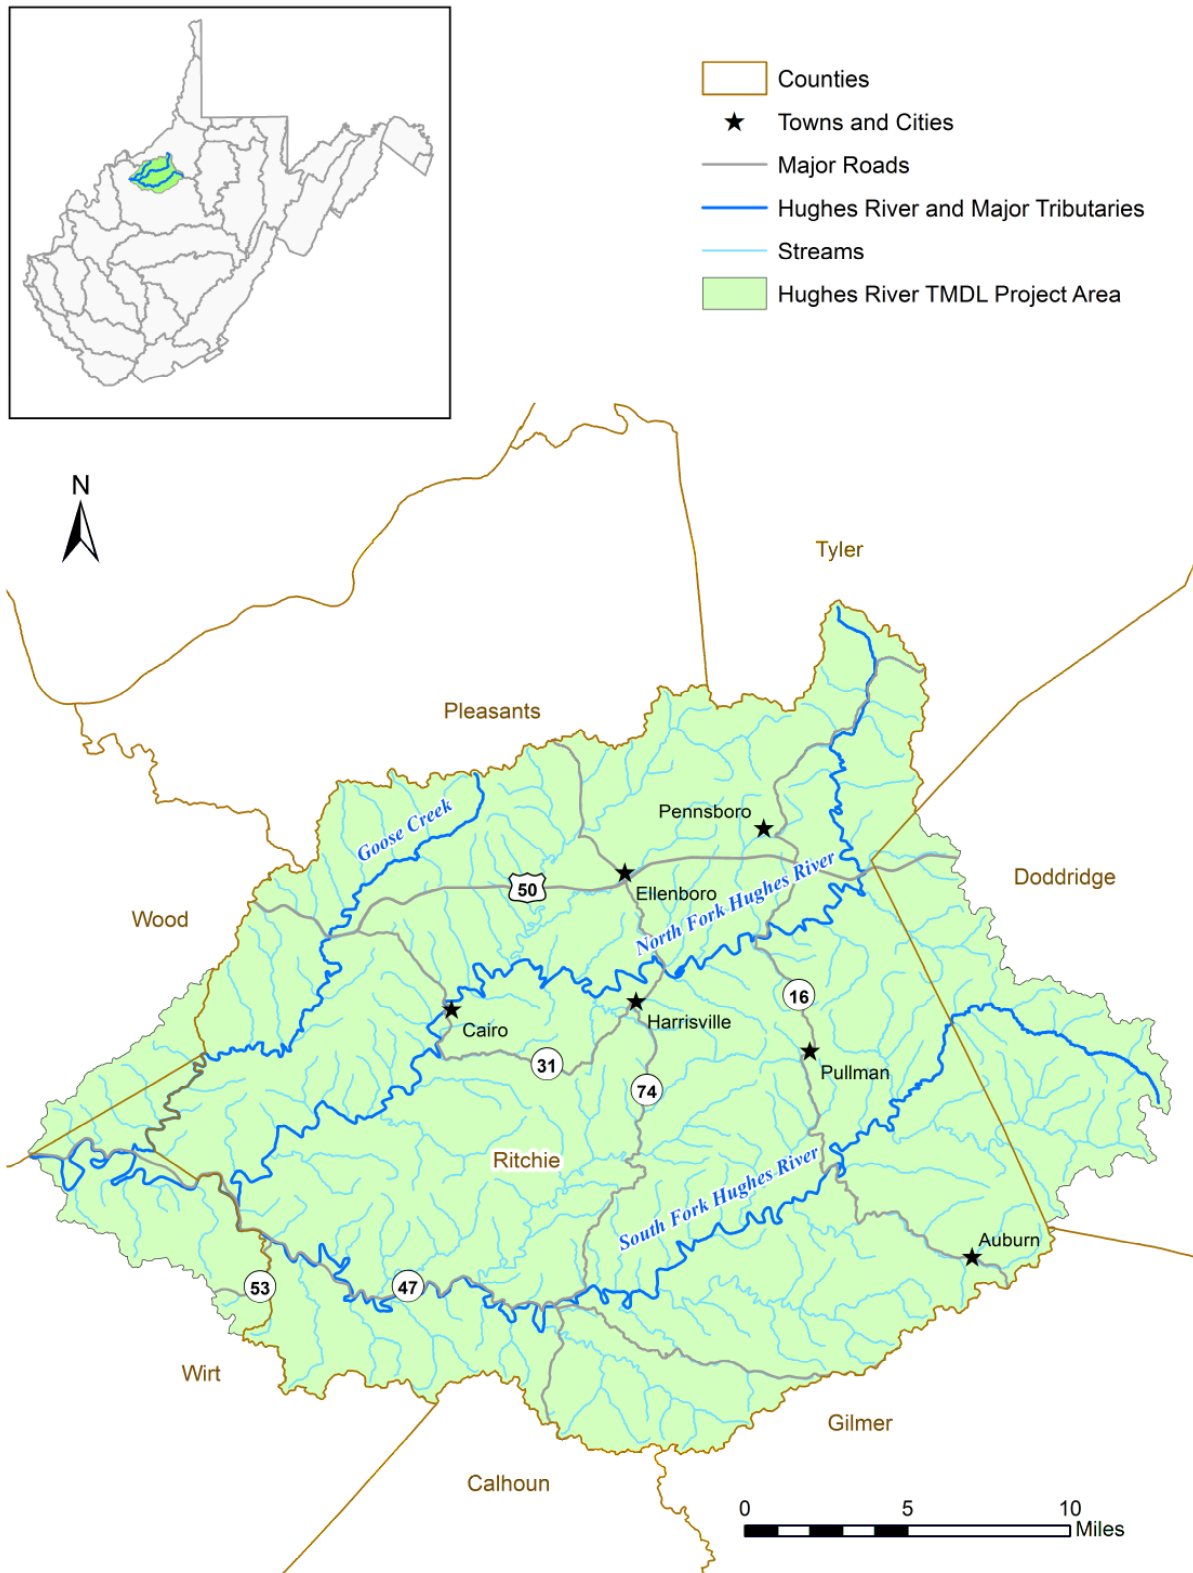 Counties
Towns and Cities
Major Roads
Hughes River and Major Tributaries
Streams
Hughes River TMDL Project Area
N
Tyler
Pleasants
Pennsboro
Goose Creek
Doddridge
50
Ellenboro
Wood
North Fork Hughes River
16
Harrisville
Cairo
31
Pullman
74
Ritchie
South Fork Hughes River
Auburn
53
47
Wirt
Gilmer
Calhoun
0 5 10
Miles